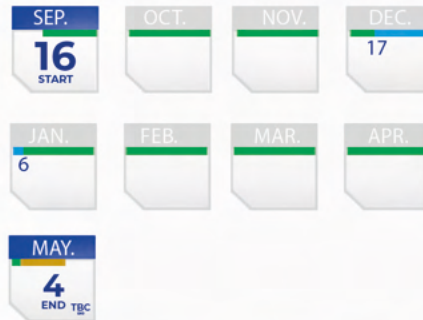 SEP. OCT. NOV. DEC.
16 17
START
JAN. FEB. MAR. APR.
6
MAY.
4
END TBC